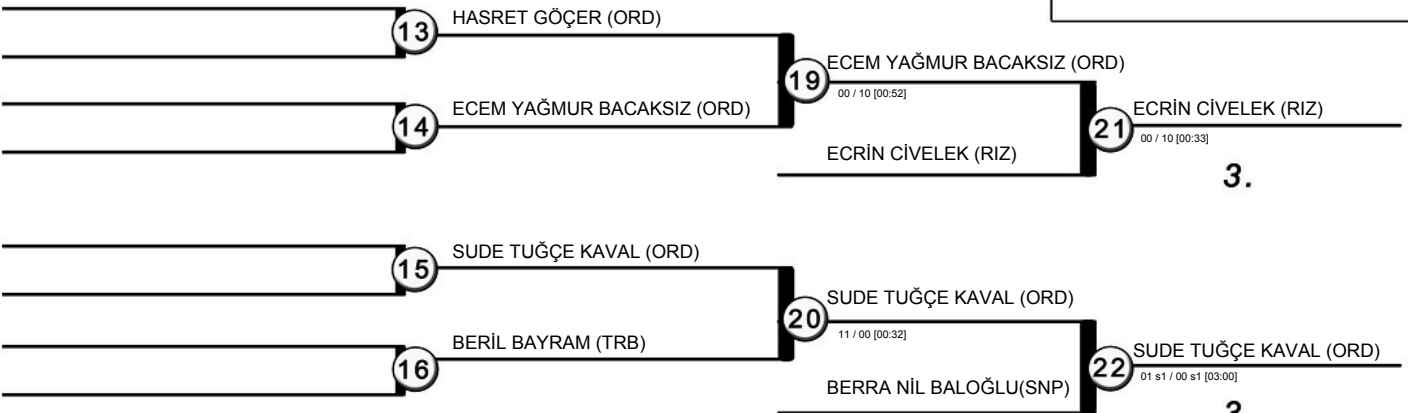 13
HASRET GÖÇER (ORD)
19
ECEM YAĞMUR BACAKSIZ (ORD)
00 / 10 [00:52]
14
ECEM YAĞMUR BACAKSIZ (ORD)
21
ECRİN CİVELEK (RIZ)
00 / 10 [00:33]
ECRİN CİVELEK (RIZ)
3.
15
SUDE TUĞÇE KAVAL (ORD)
20
SUDE TUĞÇE KAVAL (ORD)
11 / 00 [00:32]
16
BERİL BAYRAM (TRB)
22
SUDE TUĞÇE KAVAL (ORD)
01 s1 / 00 s1 [03:00]
BERRA NİL BALOĞLU(SNP)